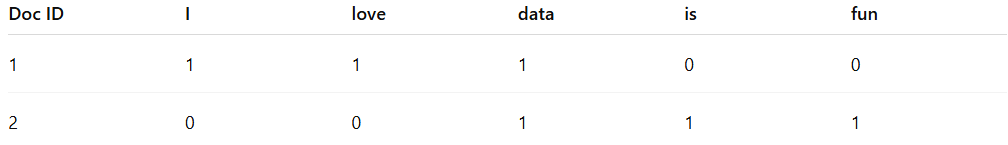 Doc ID I love data is fun
1 1 1 1 0 0
2 0 0 1 1 1